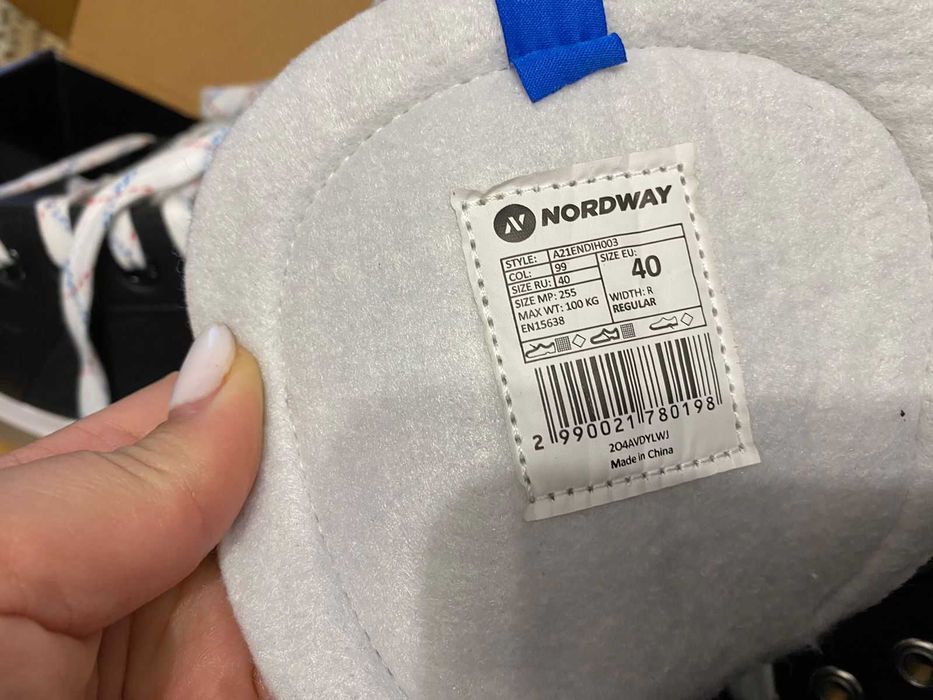 NORDWAY
STYLE: A21ENDIH003
COL: 99
SIZE RU: 40
SIZE MP: 255
MAX WT: 100 KG
EN15638
SIZE EU:
40
WIDTH: R
REGULAR
2 990021 780198
2O4AVDYLWJ
Made in China